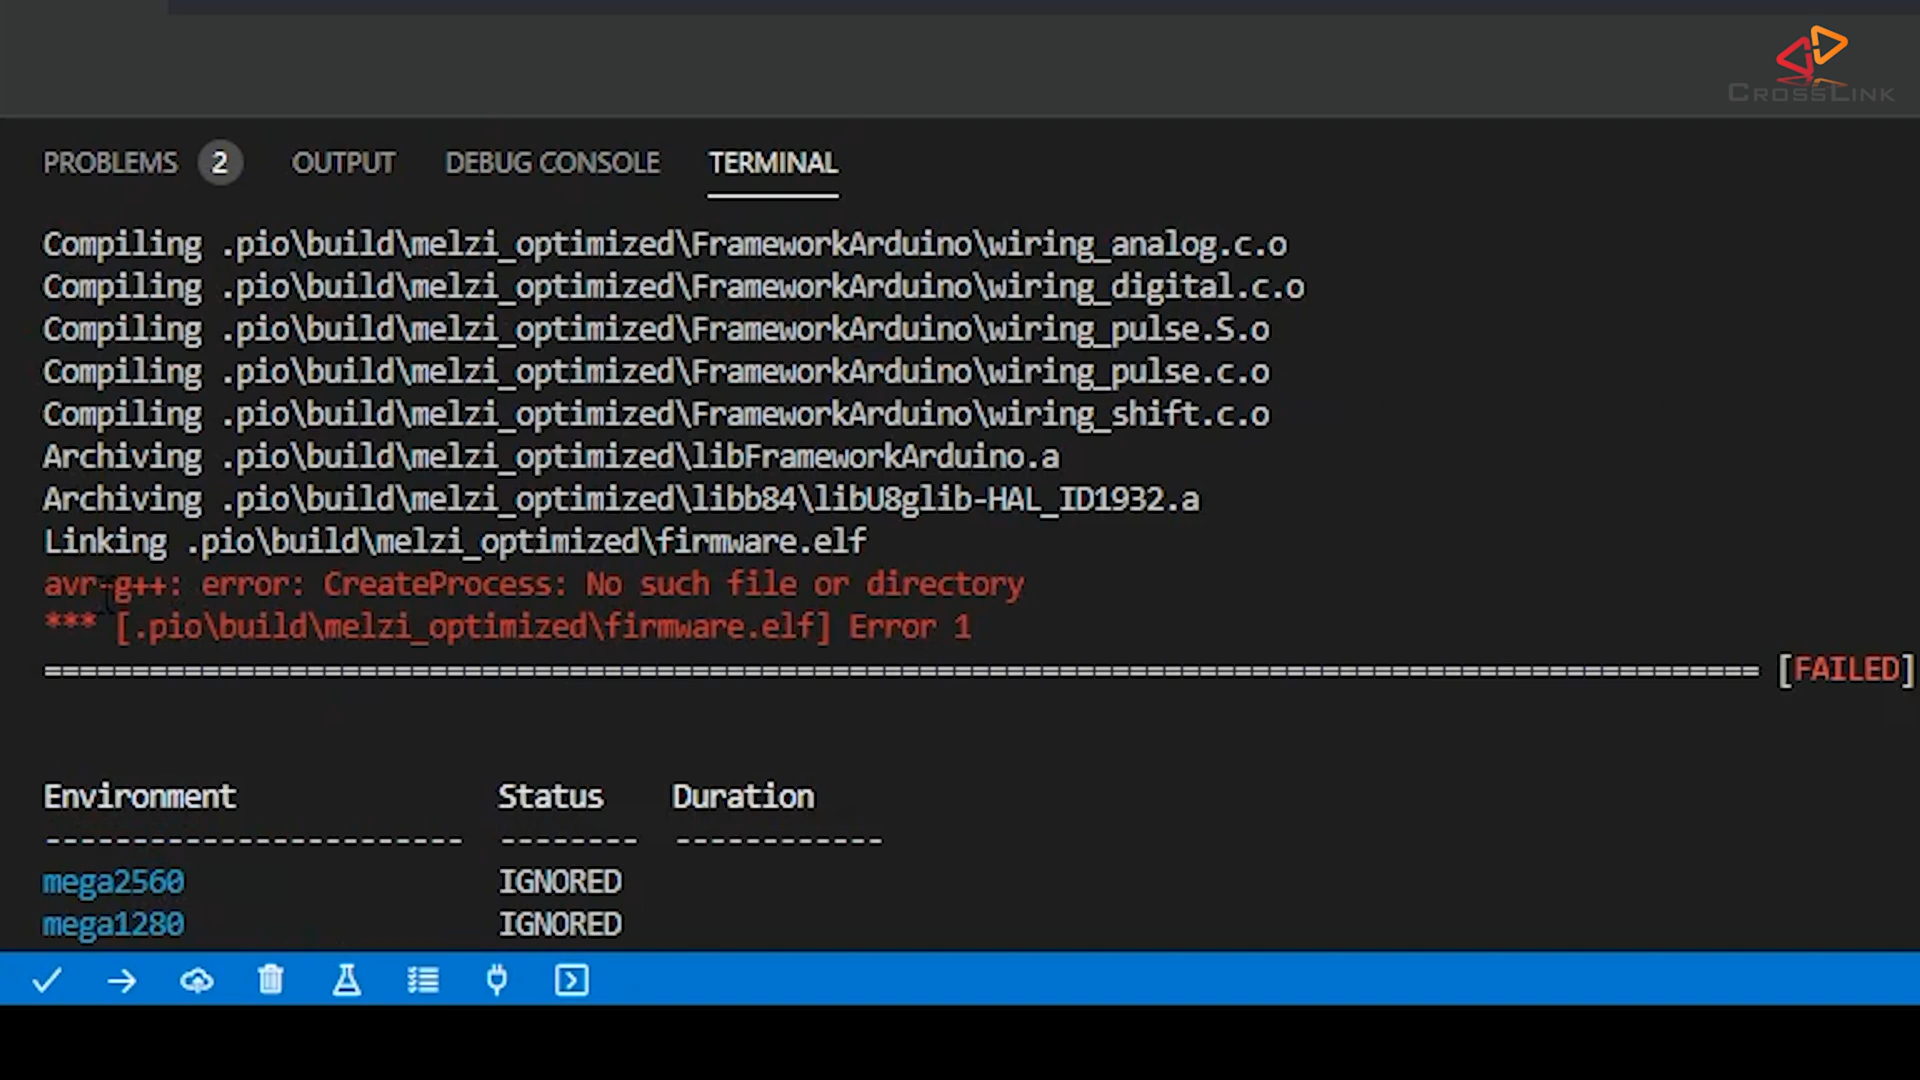 CROSSLINK
PROBLEMS 2 OUTPUT DEBUG CONSOLE TERMINAL
Compiling .pio\build\melzi_optimized\FrameworkArduino\wiring_analog.c.o
Compiling .pio\build\melzi_optimized\FrameworkArduino\wiring_digital.c.o
Compiling .pio\build\melzi_optimized\FrameworkArduino\wiring_pulse.S.o
Compiling .pio\build\melzi_optimized\FrameworkArduino\wiring_pulse.c.o
Compiling .pio\build\melzi_optimized\FrameworkArduino\wiring_shift.c.o
Archiving .pio\build\melzi_optimized\libFrameworkArduino.a
Archiving .pio\build\melzi_optimized\libb84\libU8glib-HAL_ID1932.a
Linking .pio\build\melzi_optimized\firmware.elf
avr-g++: error: CreateProcess: No such file or directory
*** [.pio\build\melzi_optimized\firmware.elf] Error 1
================================================================================================== [FAILED]
Environment Status Duration
------------------------ -------- ------------
mega2560 IGNORED
mega1280 IGNORED